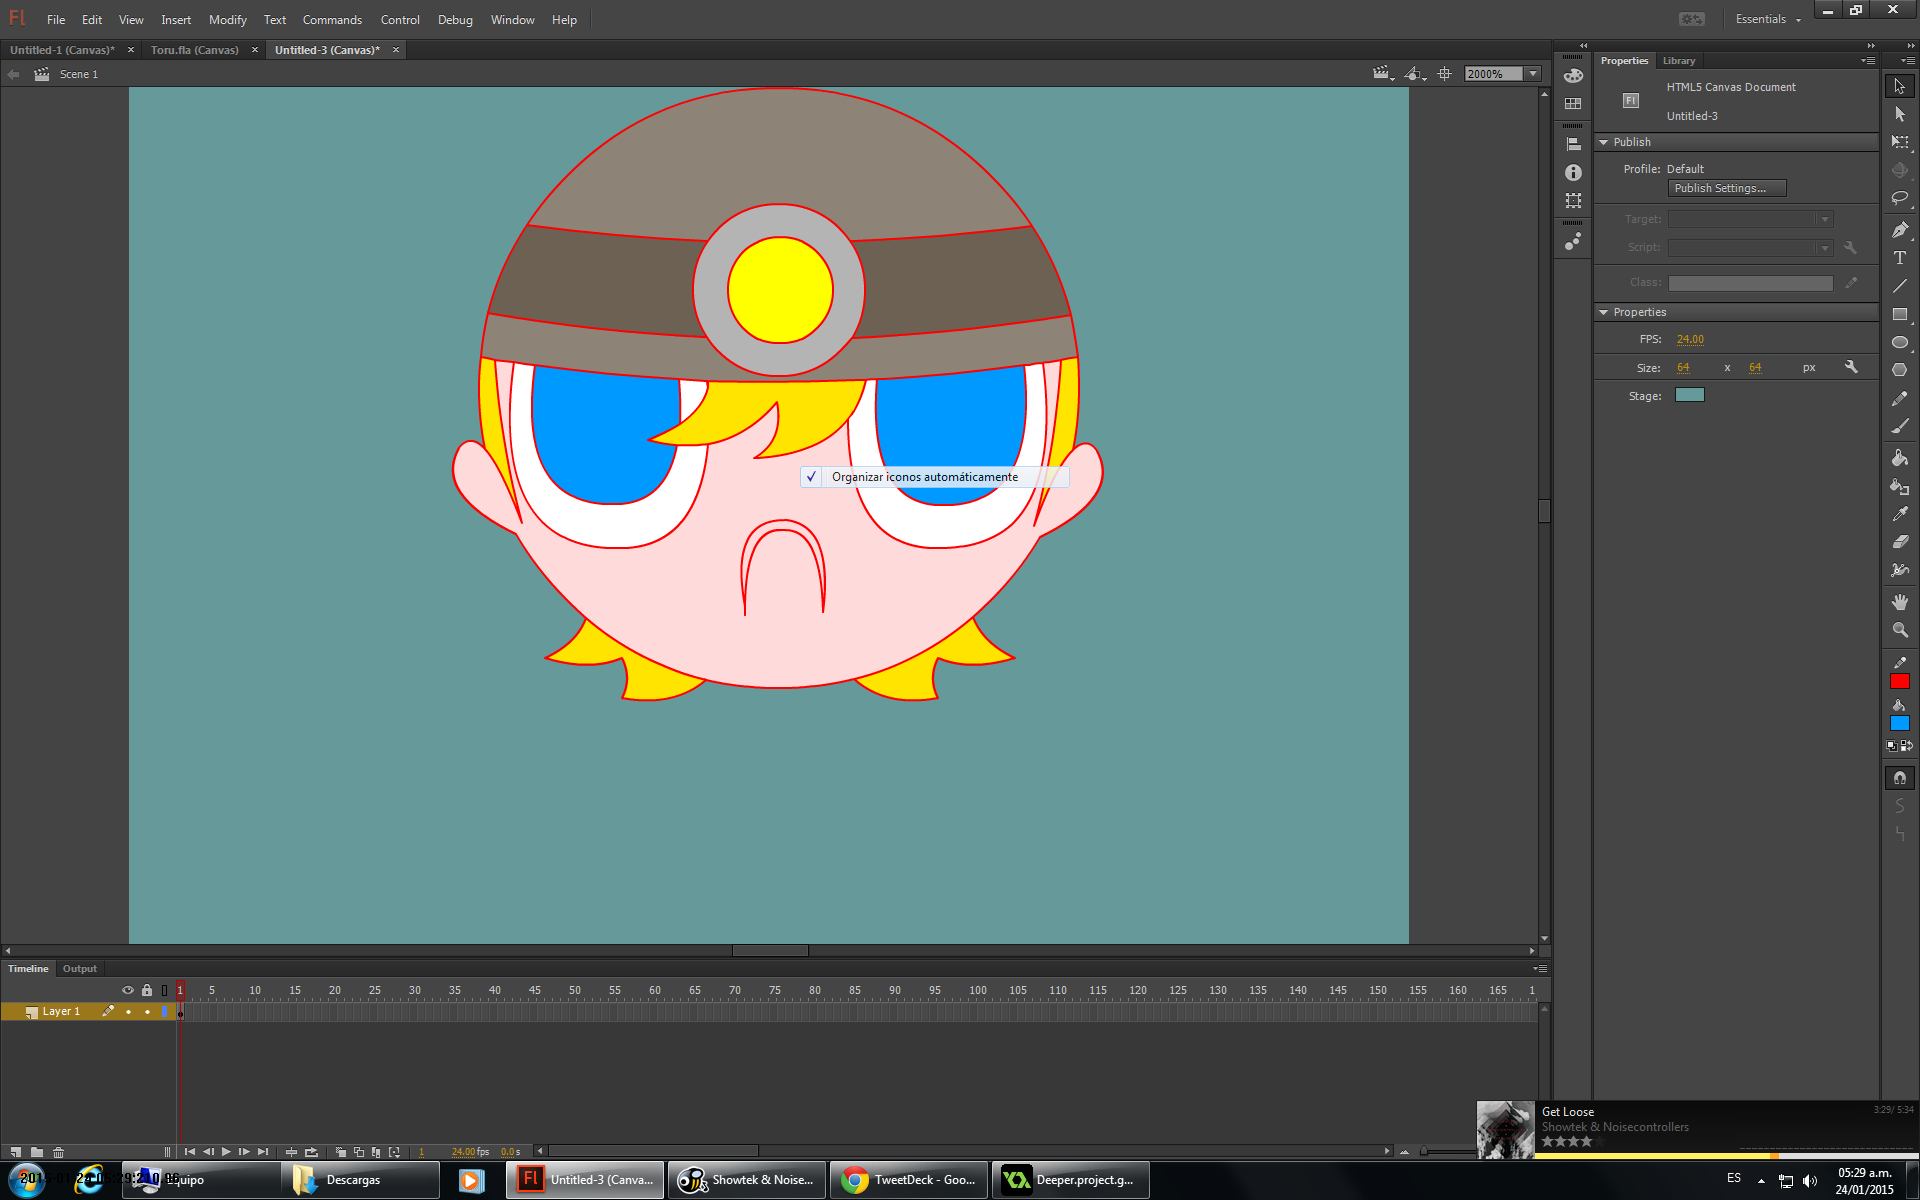 Fl File Edit View Insert Modify Text Commands Control Debug Window Help Essentials
Untitled-1 (Canvas)* Toru.fla (Canvas) Untitled-3 (Canvas)*
Scene 1 2000%
Properties Library
Fl HTML5 Canvas Document
Untitled-3
Publish
Profile: Default
Publish Settings...
Target:
Script:
Class:
Properties
FPS: 24.00
Size: 64 x 64 px
Stage:
✓ Organizar iconos automáticamente
Timeline Output
1 5 10 15 20 25 30 35 40 45 50 55 60 65 70 75 80 85 90 95 100 105 110 115 120 125 130 135 140 145 150 155 160 165 1
Layer 1
Get Loose 3:29/ 5:34
Showtek & Noisecontrollers
1 24.00 fps 0.0 s
Equipo Descargas Fl Untitled-3 (Canva... Showtek & Noise... TweetDeck - Goo... Deeper.project.g... ES 05:29 a.m.
24/01/2015